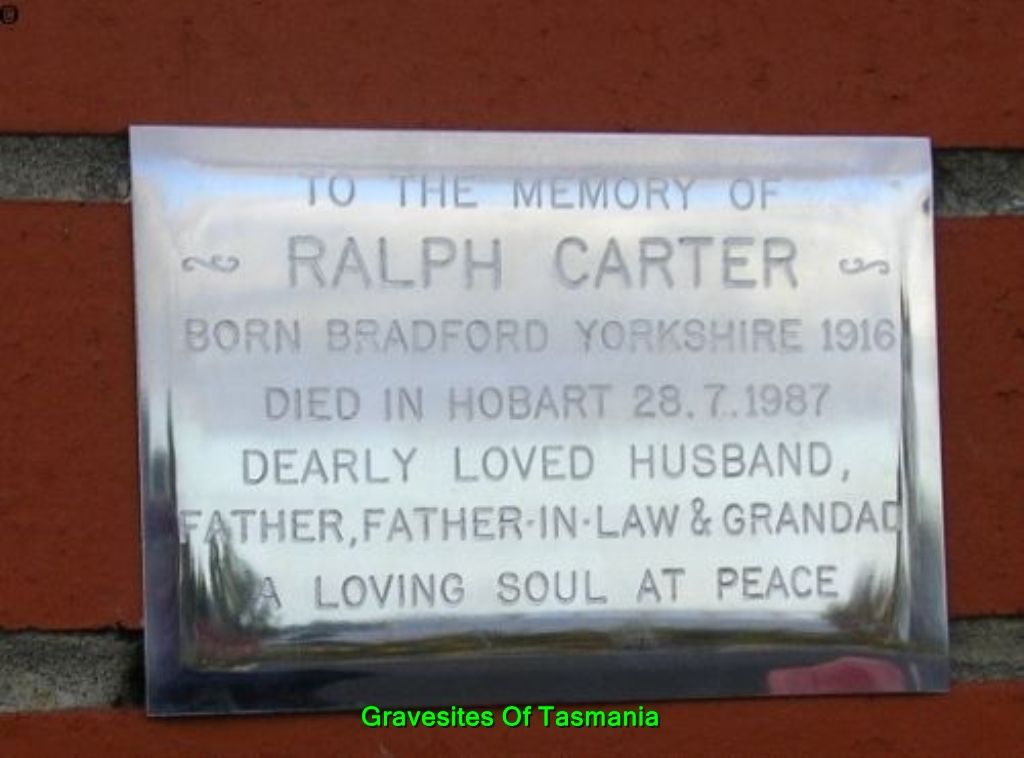 TO THE MEMORY OF
RALPH CARTER
BORN BRADFORD YORKSHIRE 1916
DIED IN HOBART 28.7.1987
DEARLY LOVED HUSBAND,
FATHER, FATHER-IN-LAW & GRANDAD
A LOVING SOUL AT PEACE
Gravesites Of Tasmania